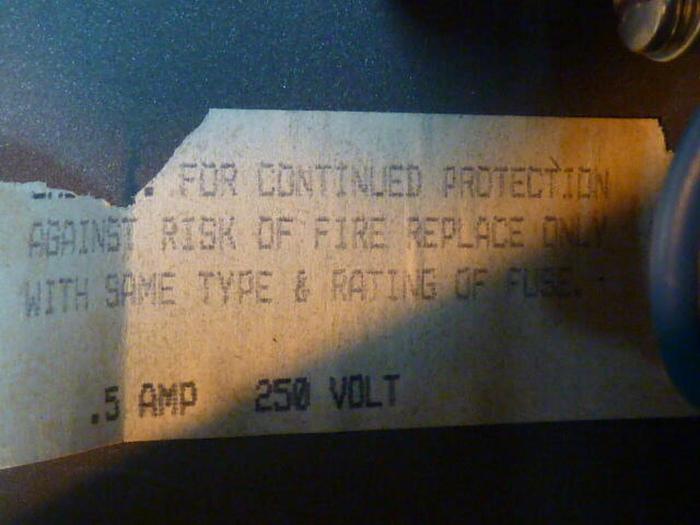 . FOR CONTINUED PROTECTION
AGAINST RISK OF FIRE REPLACE ONLY
WITH SAME TYPE & RATING OF FUSE.
.5 AMP 250 VOLT